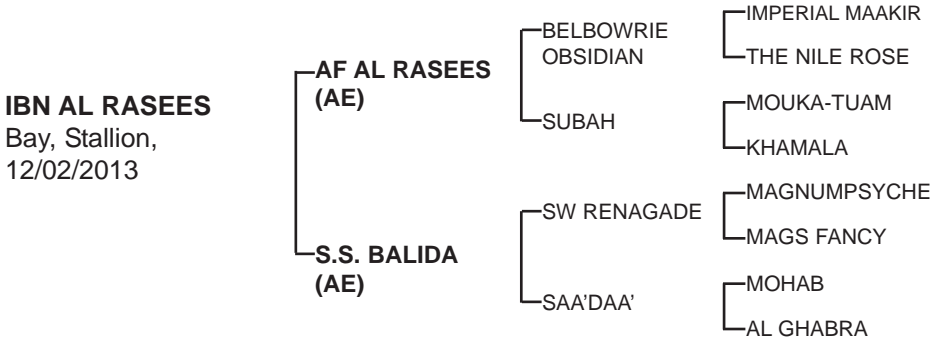 IBN AL RASEES
Bay, Stallion,
12/02/2013
AF AL RASEES
(AE)
S.S. BALIDA
(AE)
BELBOWRIE
OBSIDIAN
SUBAH
SW RENAGADE
SAA'DAA'
IMPERIAL MAAKIR
THE NILE ROSE
MOUKA-TUAM
KHAMALA
MAGNUMPSYCHE
MAGS FANCY
MOHAB
AL GHABRA